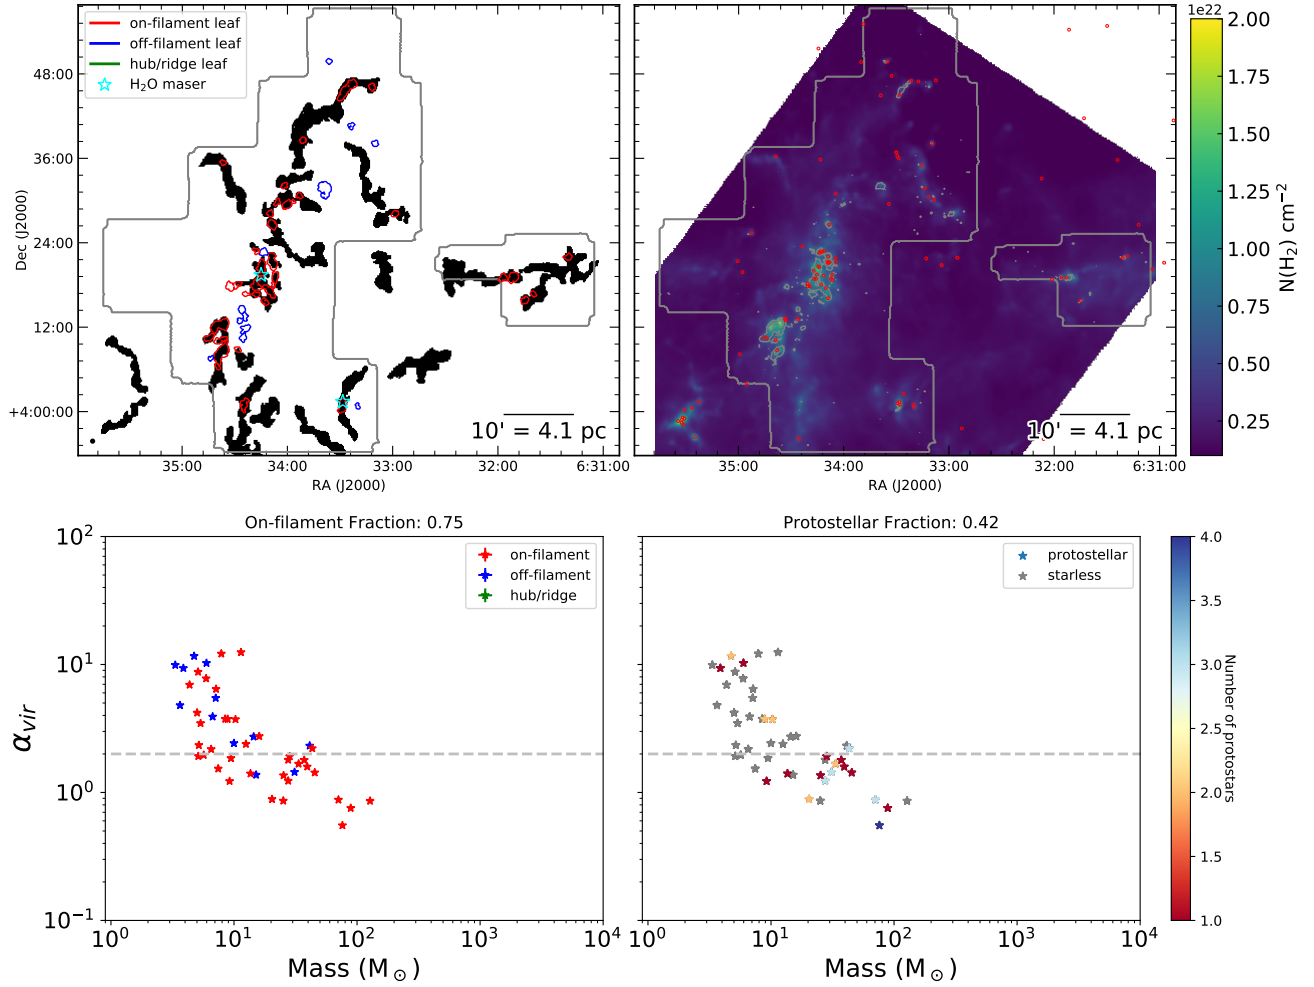 on-filament leaf
off-filament leaf
hub/ridge leaf
H₂O maser
48:00
36:00
24:00
12:00
+4:00:00
Dec (J2000)
35:00
34:00
33:00
32:00
6:31:00
RA (J2000)
10' = 4.1 pc
35:00
34:00
33:00
32:00
6:31:00
RA (J2000)
10' = 4.1 pc
1e22
2.00
1.75
1.50
1.25
1.00
0.75
0.50
0.25
N(H₂) cm⁻²
On-filament Fraction: 0.75
on-filament
off-filament
hub/ridge
10²
10¹
10⁰
10⁻¹
α_vir
10⁰
10¹
10²
10³
10⁴
Mass (M⊙)
Protostellar Fraction: 0.42
protostellar
starless
10⁰
10¹
10²
10³
10⁴
Mass (M⊙)
4.0
3.5
3.0
2.5
2.0
1.5
1.0
Number of protostars